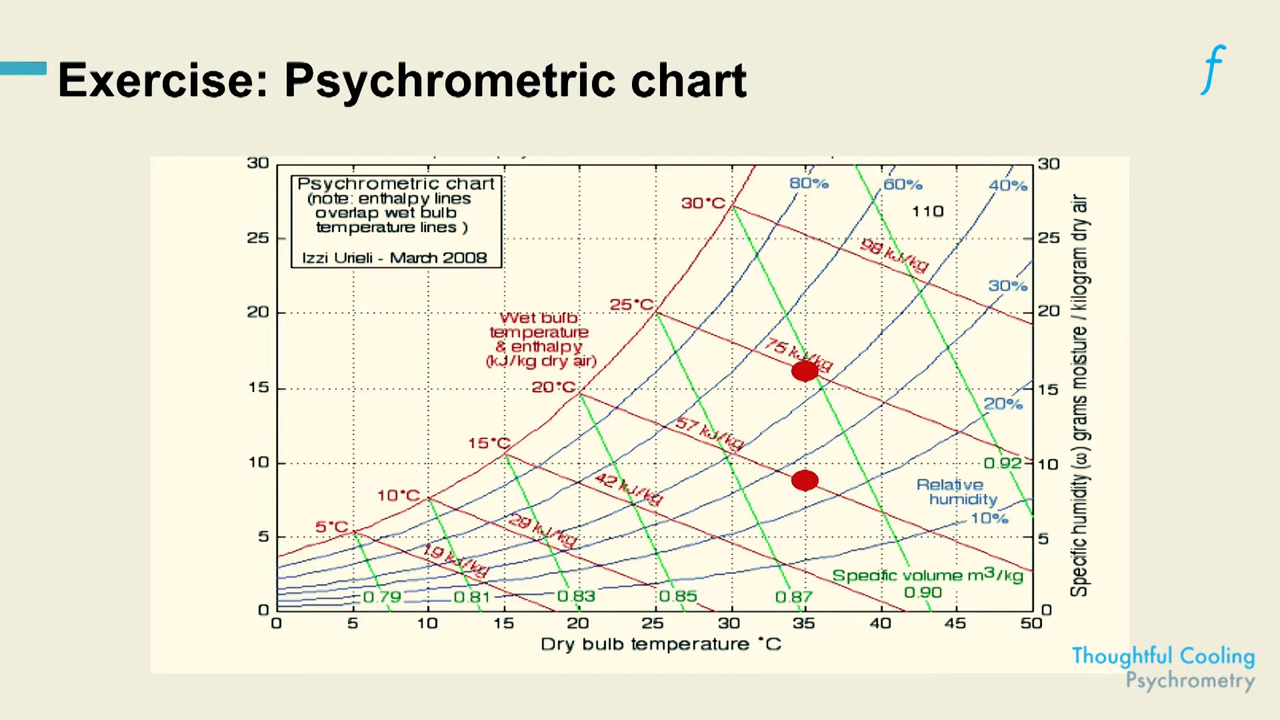 Exercise: Psychrometric chart
f
30
25
20
15
10
5
0
Psychrometric chart
(note: enthalpy lines
overlap wet bulb
temperature lines )
Izzi Urieli - March 2008
Wet bulb
temperature
& enthalpy
(kJ/kg dry air)
30°C
25°C
20°C
15°C
10°C
5°C
80%
60%
40%
110
30%
20%
10%
98 kJ/kg
75 kJ/kg
57 kJ/kg
42 kJ/kg
29 kJ/kg
19 kJ/kg
Relative
humidity
0.92
Specific volume m3/kg
0.79 0.81 0.83 0.85 0.87 0.90
30
25
20
15
10
5
0
Specific humidity (ω) grams moisture / kilogram dry air
0 5 10 15 20 25 30 35 40 45 50
Dry bulb temperature °C
Thoughtful Cooling
Psychrometry